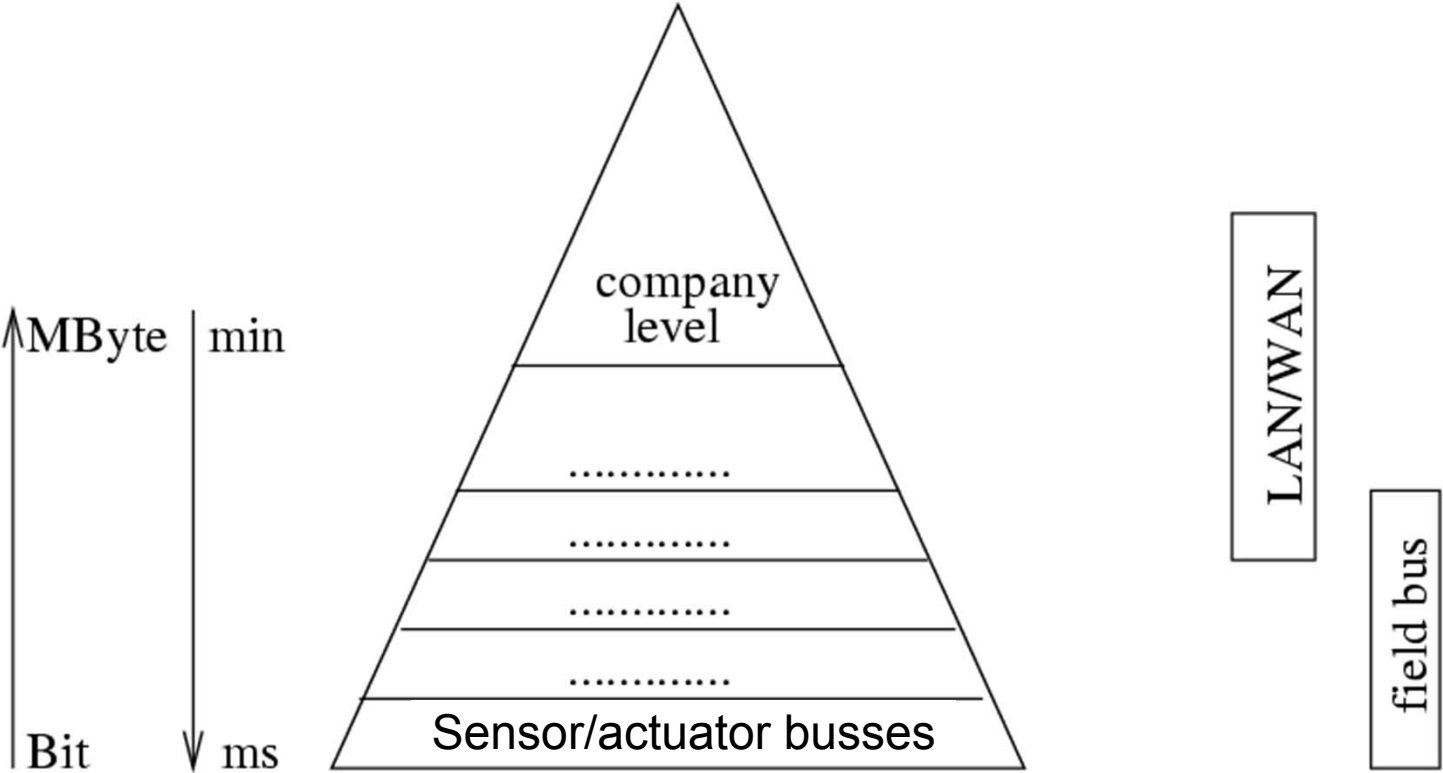 company
level
MByte
min
.............
.............
.............
.............
Sensor/actuator busses
Bit
ms
LAN/WAN
field bus